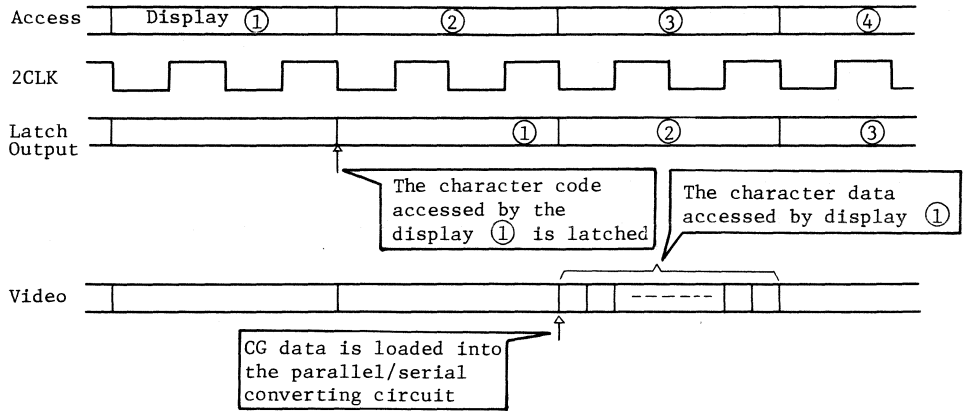 Access Display ① ② ③ ④
2CLK
Latch
Output ① ② ③
The character code
accessed by the
display ① is latched
The character data
accessed by display ①
Video
CG data is loaded into
the parallel/serial
converting circuit